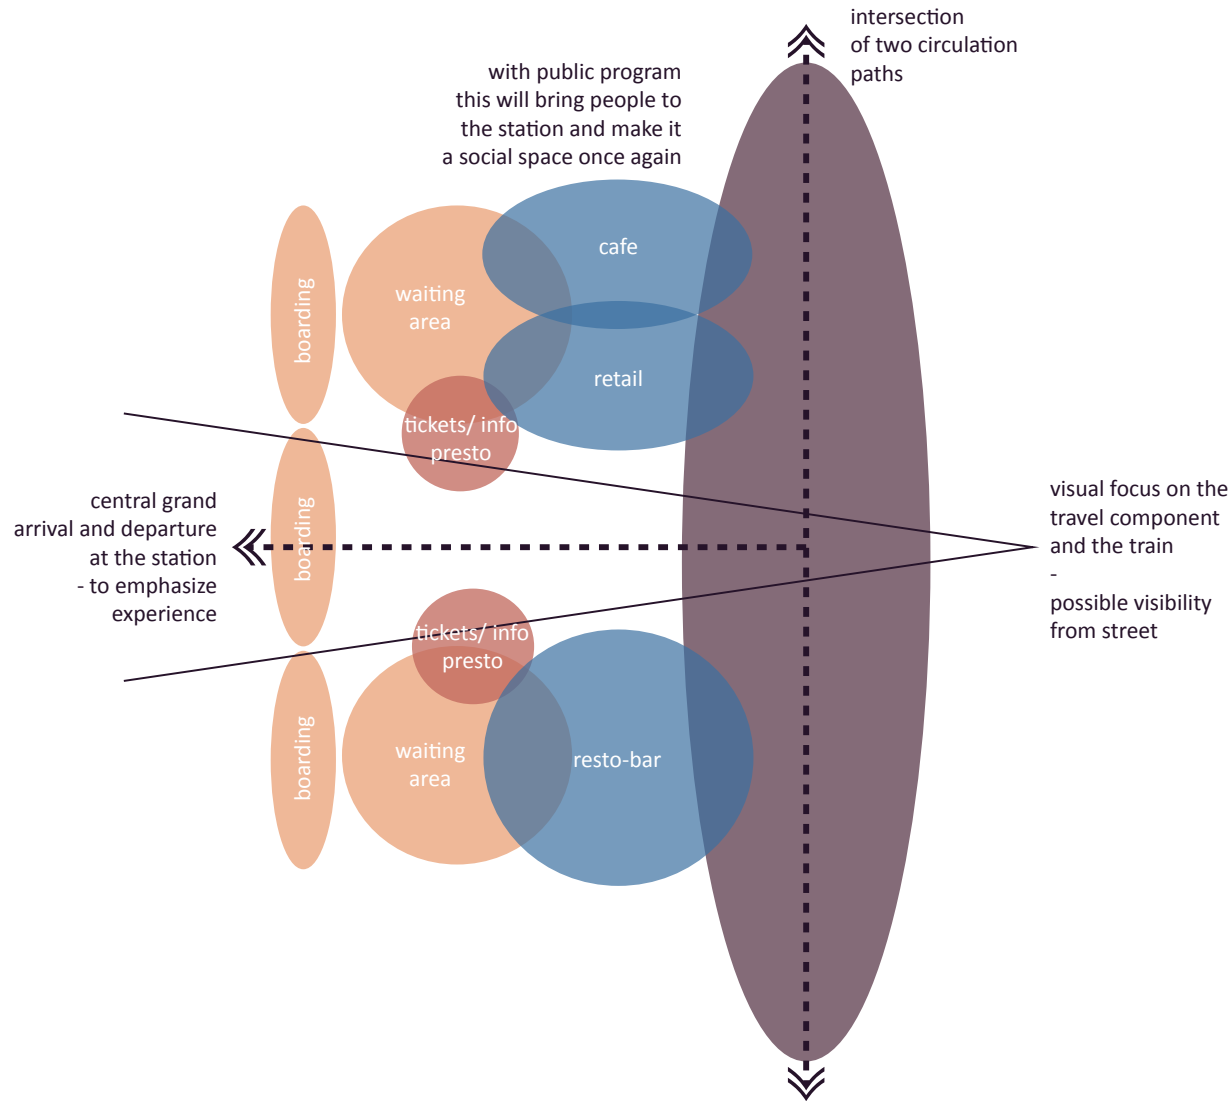 intersection
of two circulation
paths
with public program
this will bring people to
the station and make it
a social space once again
cafe
boarding
waiting
area
retail
tickets/ info
presto
central grand
arrival and departure
at the station
- to emphasize
experience
boarding
visual focus on the
travel component
and the train
-
possible visibility
from street
tickets/ info
presto
boarding
waiting
area
resto-bar